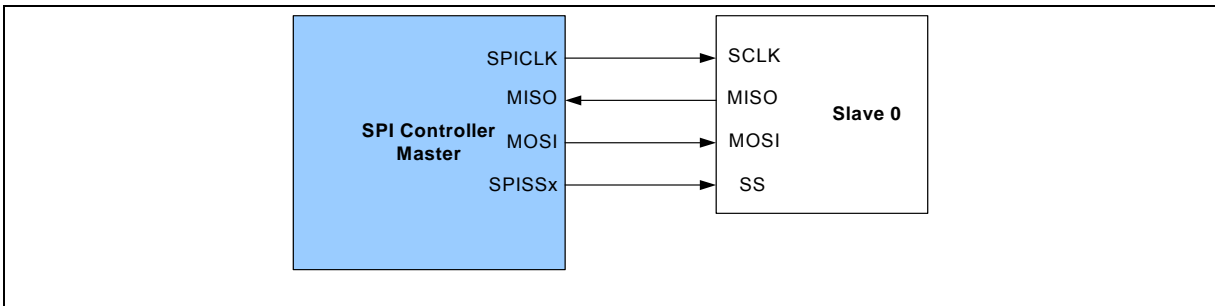 SPICLK
MISO
SPI Controller
Master
MOSI
SPISSx
SCLK
MISO
MOSI
SS
Slave 0